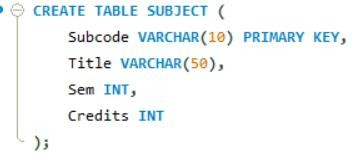 CREATE TABLE SUBJECT (
Subcode VARCHAR(10) PRIMARY KEY,
Title VARCHAR(50),
Sem INT,
Credits INT
);